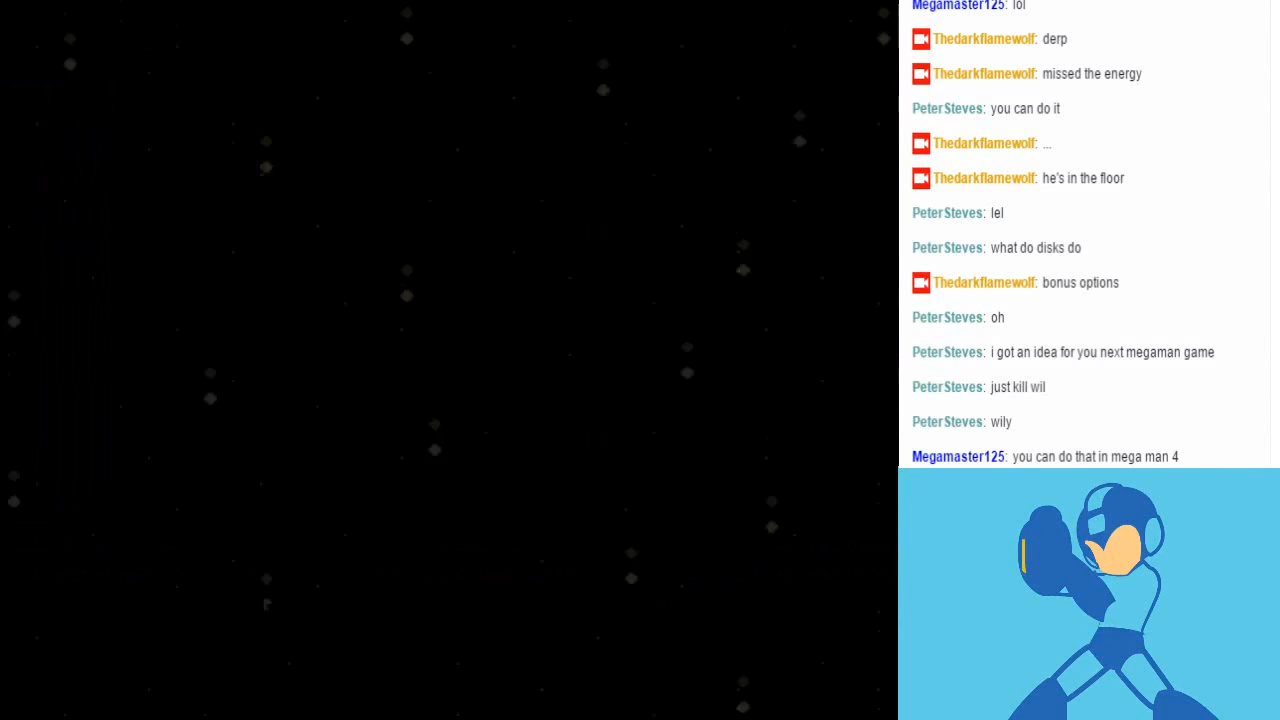 Megamaster125: lol
Thedarkflamewolf: derp
Thedarkflamewolf: missed the energy
PeterSteves: you can do it
Thedarkflamewolf: ...
Thedarkflamewolf: he's in the floor
PeterSteves: lel
PeterSteves: what do disks do
Thedarkflamewolf: bonus options
PeterSteves: oh
PeterSteves: i got an idea for you next megaman game
PeterSteves: just kill wil
PeterSteves: wily
Megamaster125: you can do that in mega man 4